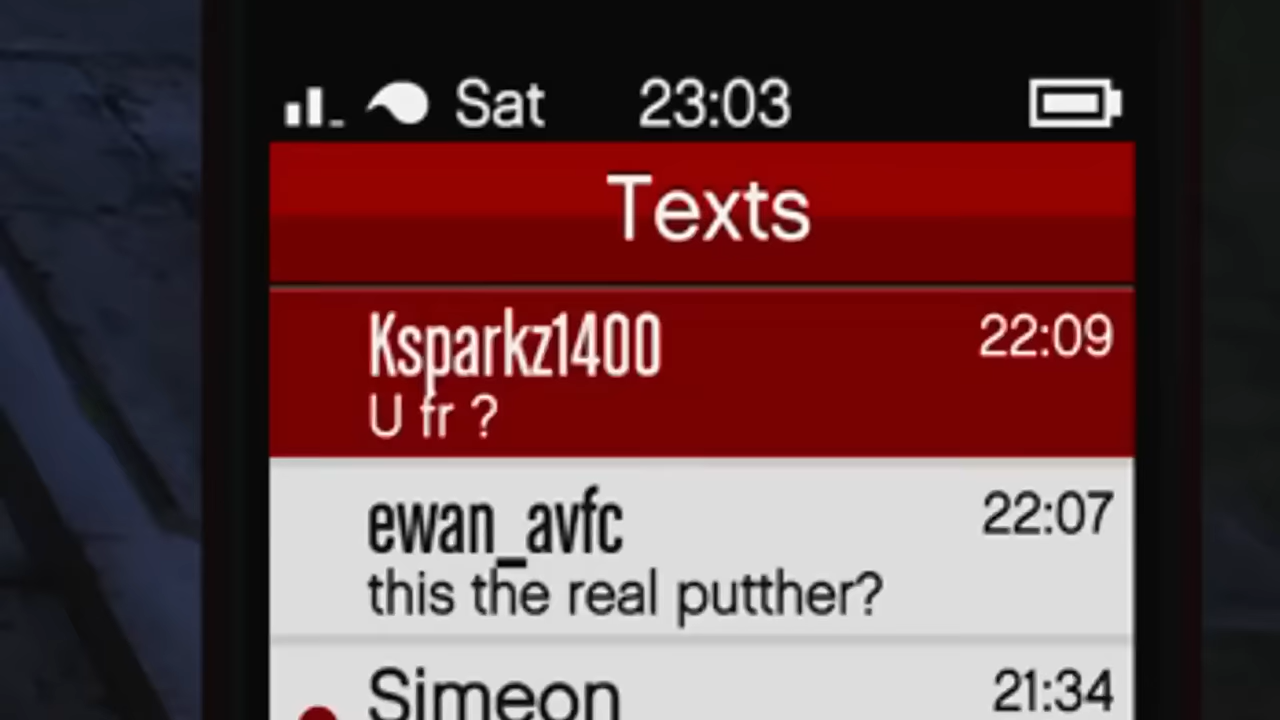 Sat 23:03
Texts
Ksparkz1400 22:09
U fr ?
ewan_avfc 22:07
this the real putther?
Simeon 21:34